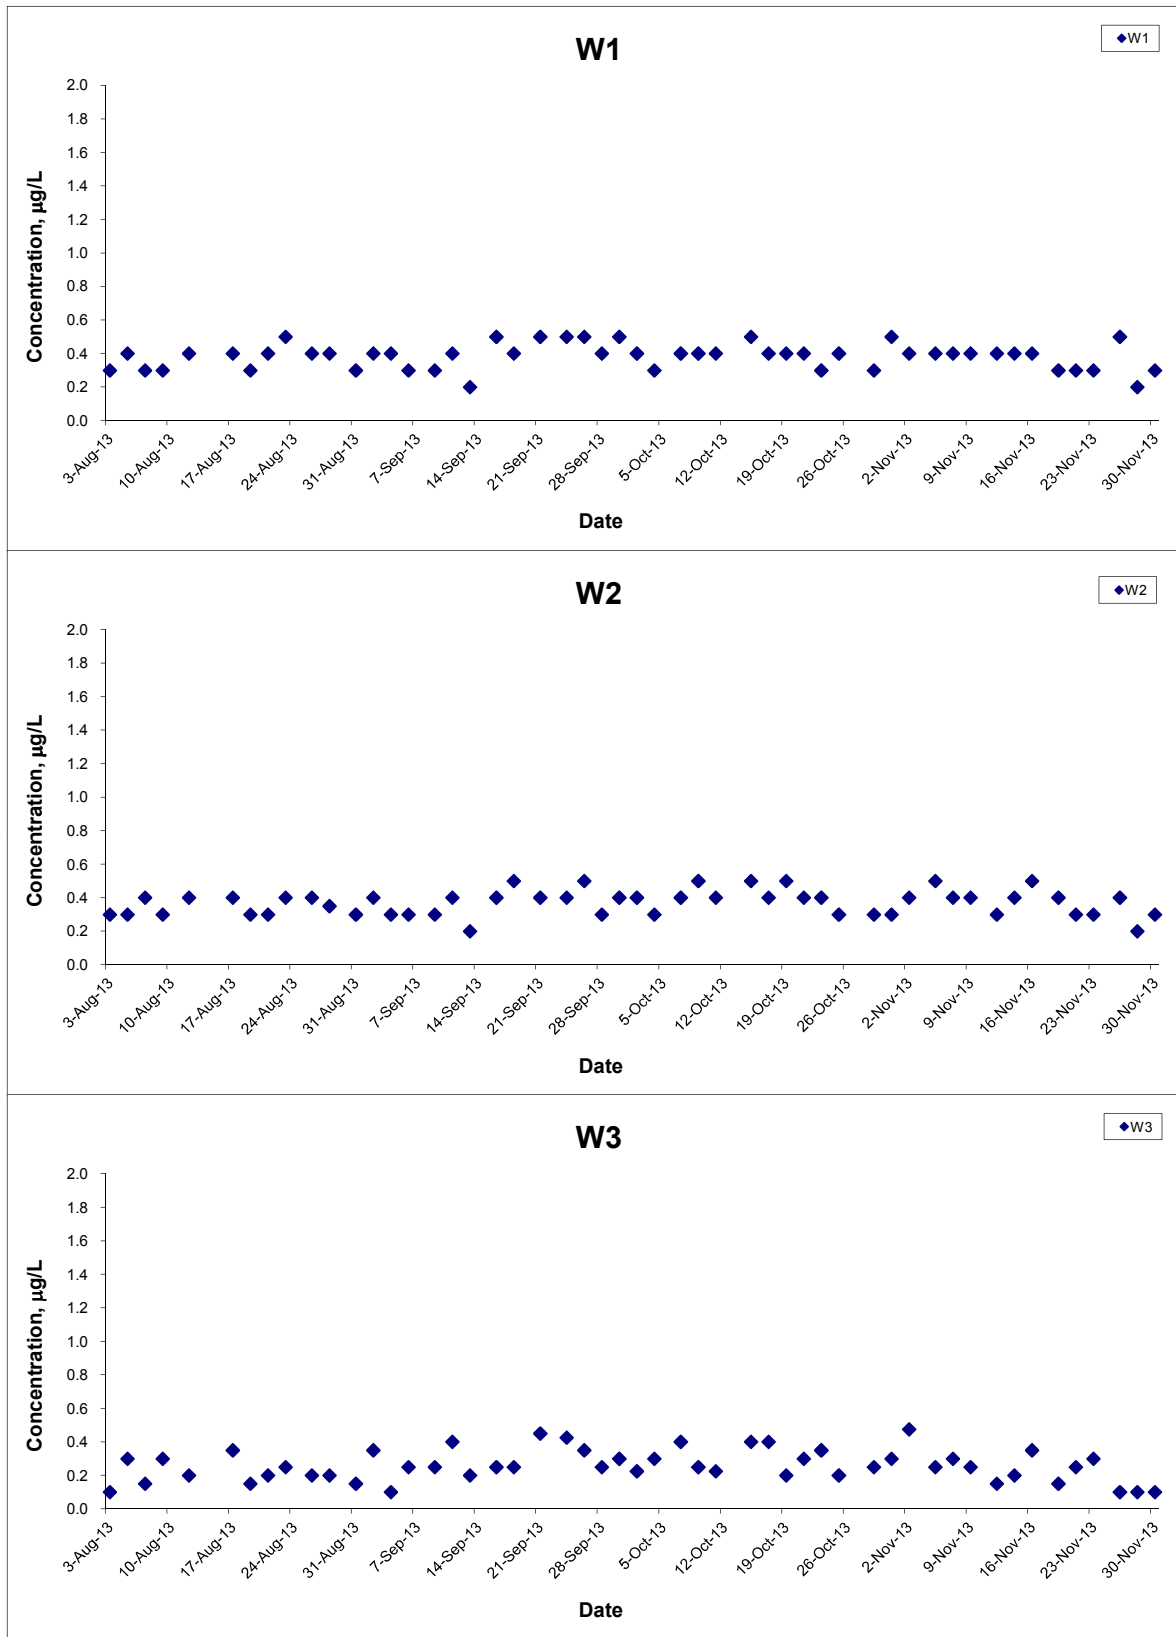 W1
W1
2.0
1.8
1.6
1.4
1.2
1.0
0.8
0.6
0.4
0.2
0.0
Concentration, µg/L
3-Aug-13 10-Aug-13 17-Aug-13 24-Aug-13 31-Aug-13 7-Sep-13 14-Sep-13 21-Sep-13 28-Sep-13 5-Oct-13 12-Oct-13 19-Oct-13 26-Oct-13 2-Nov-13 9-Nov-13 16-Nov-13 23-Nov-13 30-Nov-13
Date
W2
W2
2.0
1.8
1.6
1.4
1.2
1.0
0.8
0.6
0.4
0.2
0.0
Concentration, µg/L
3-Aug-13 10-Aug-13 17-Aug-13 24-Aug-13 31-Aug-13 7-Sep-13 14-Sep-13 21-Sep-13 28-Sep-13 5-Oct-13 12-Oct-13 19-Oct-13 26-Oct-13 2-Nov-13 9-Nov-13 16-Nov-13 23-Nov-13 30-Nov-13
Date
W3
W3
2.0
1.8
1.6
1.4
1.2
1.0
0.8
0.6
0.4
0.2
0.0
Concentration, µg/L
3-Aug-13 10-Aug-13 17-Aug-13 24-Aug-13 31-Aug-13 7-Sep-13 14-Sep-13 21-Sep-13 28-Sep-13 5-Oct-13 12-Oct-13 19-Oct-13 26-Oct-13 2-Nov-13 9-Nov-13 16-Nov-13 23-Nov-13 30-Nov-13
Date